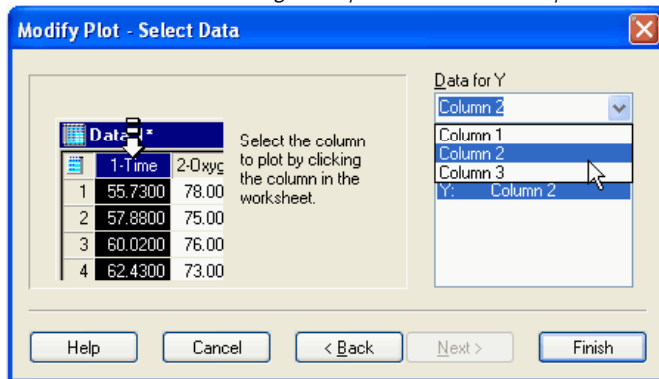 Modify Plot - Select Data
Data for Y
Column 2
Column 1
Column 2
Column 3
Y: Column 2
Select the column
to plot by clicking
the column in the
worksheet.
1-Time 2-Oxyg
1 55.7300 78.00
2 57.8800 75.00
3 60.0200 76.00
4 62.4300 73.00
Help Cancel < Back Next > Finish